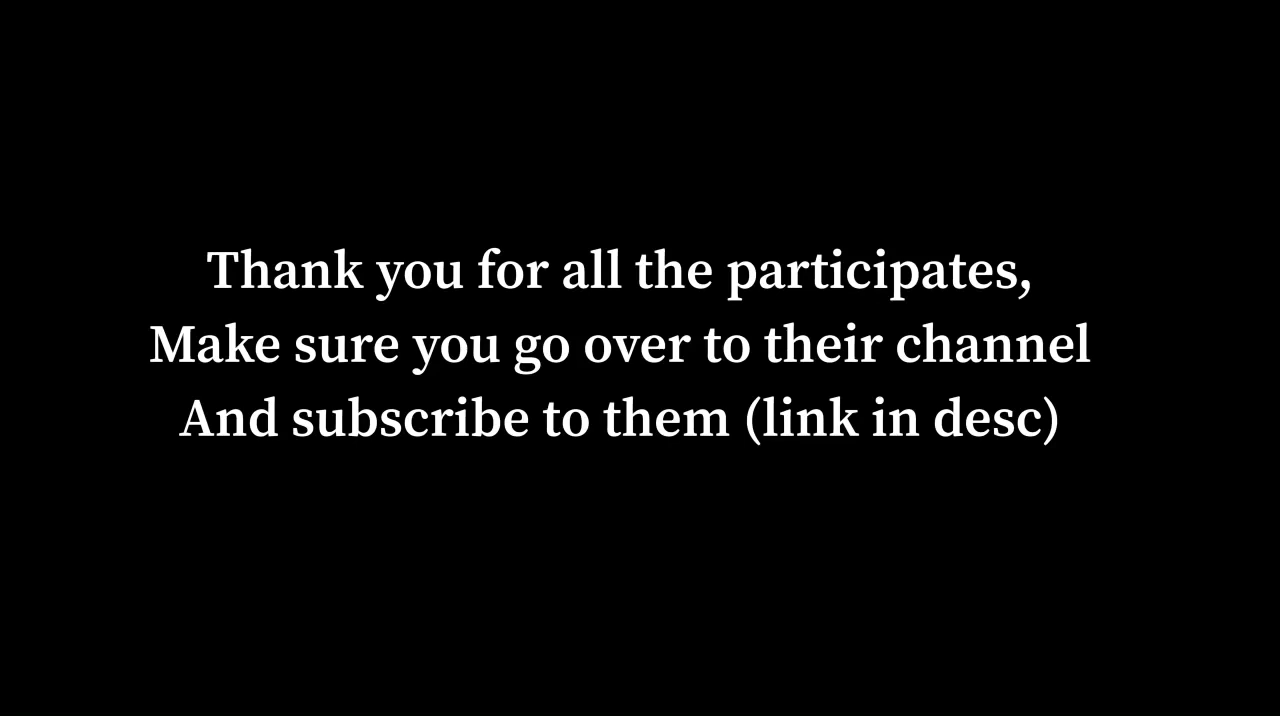 Thank you for all the participates,
Make sure you go over to their channel
And subscribe to them (link in desc)